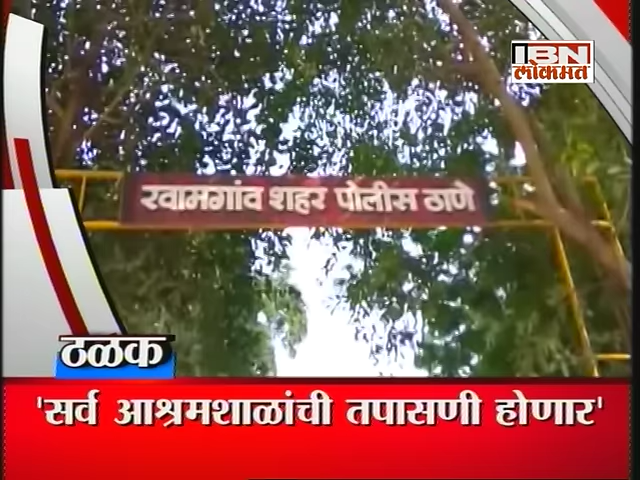 IBN
लोकमत
खामगांव शहर पोलीस ठाणे
ठळक
'सर्व आश्रमशाळांची तपासणी होणार'